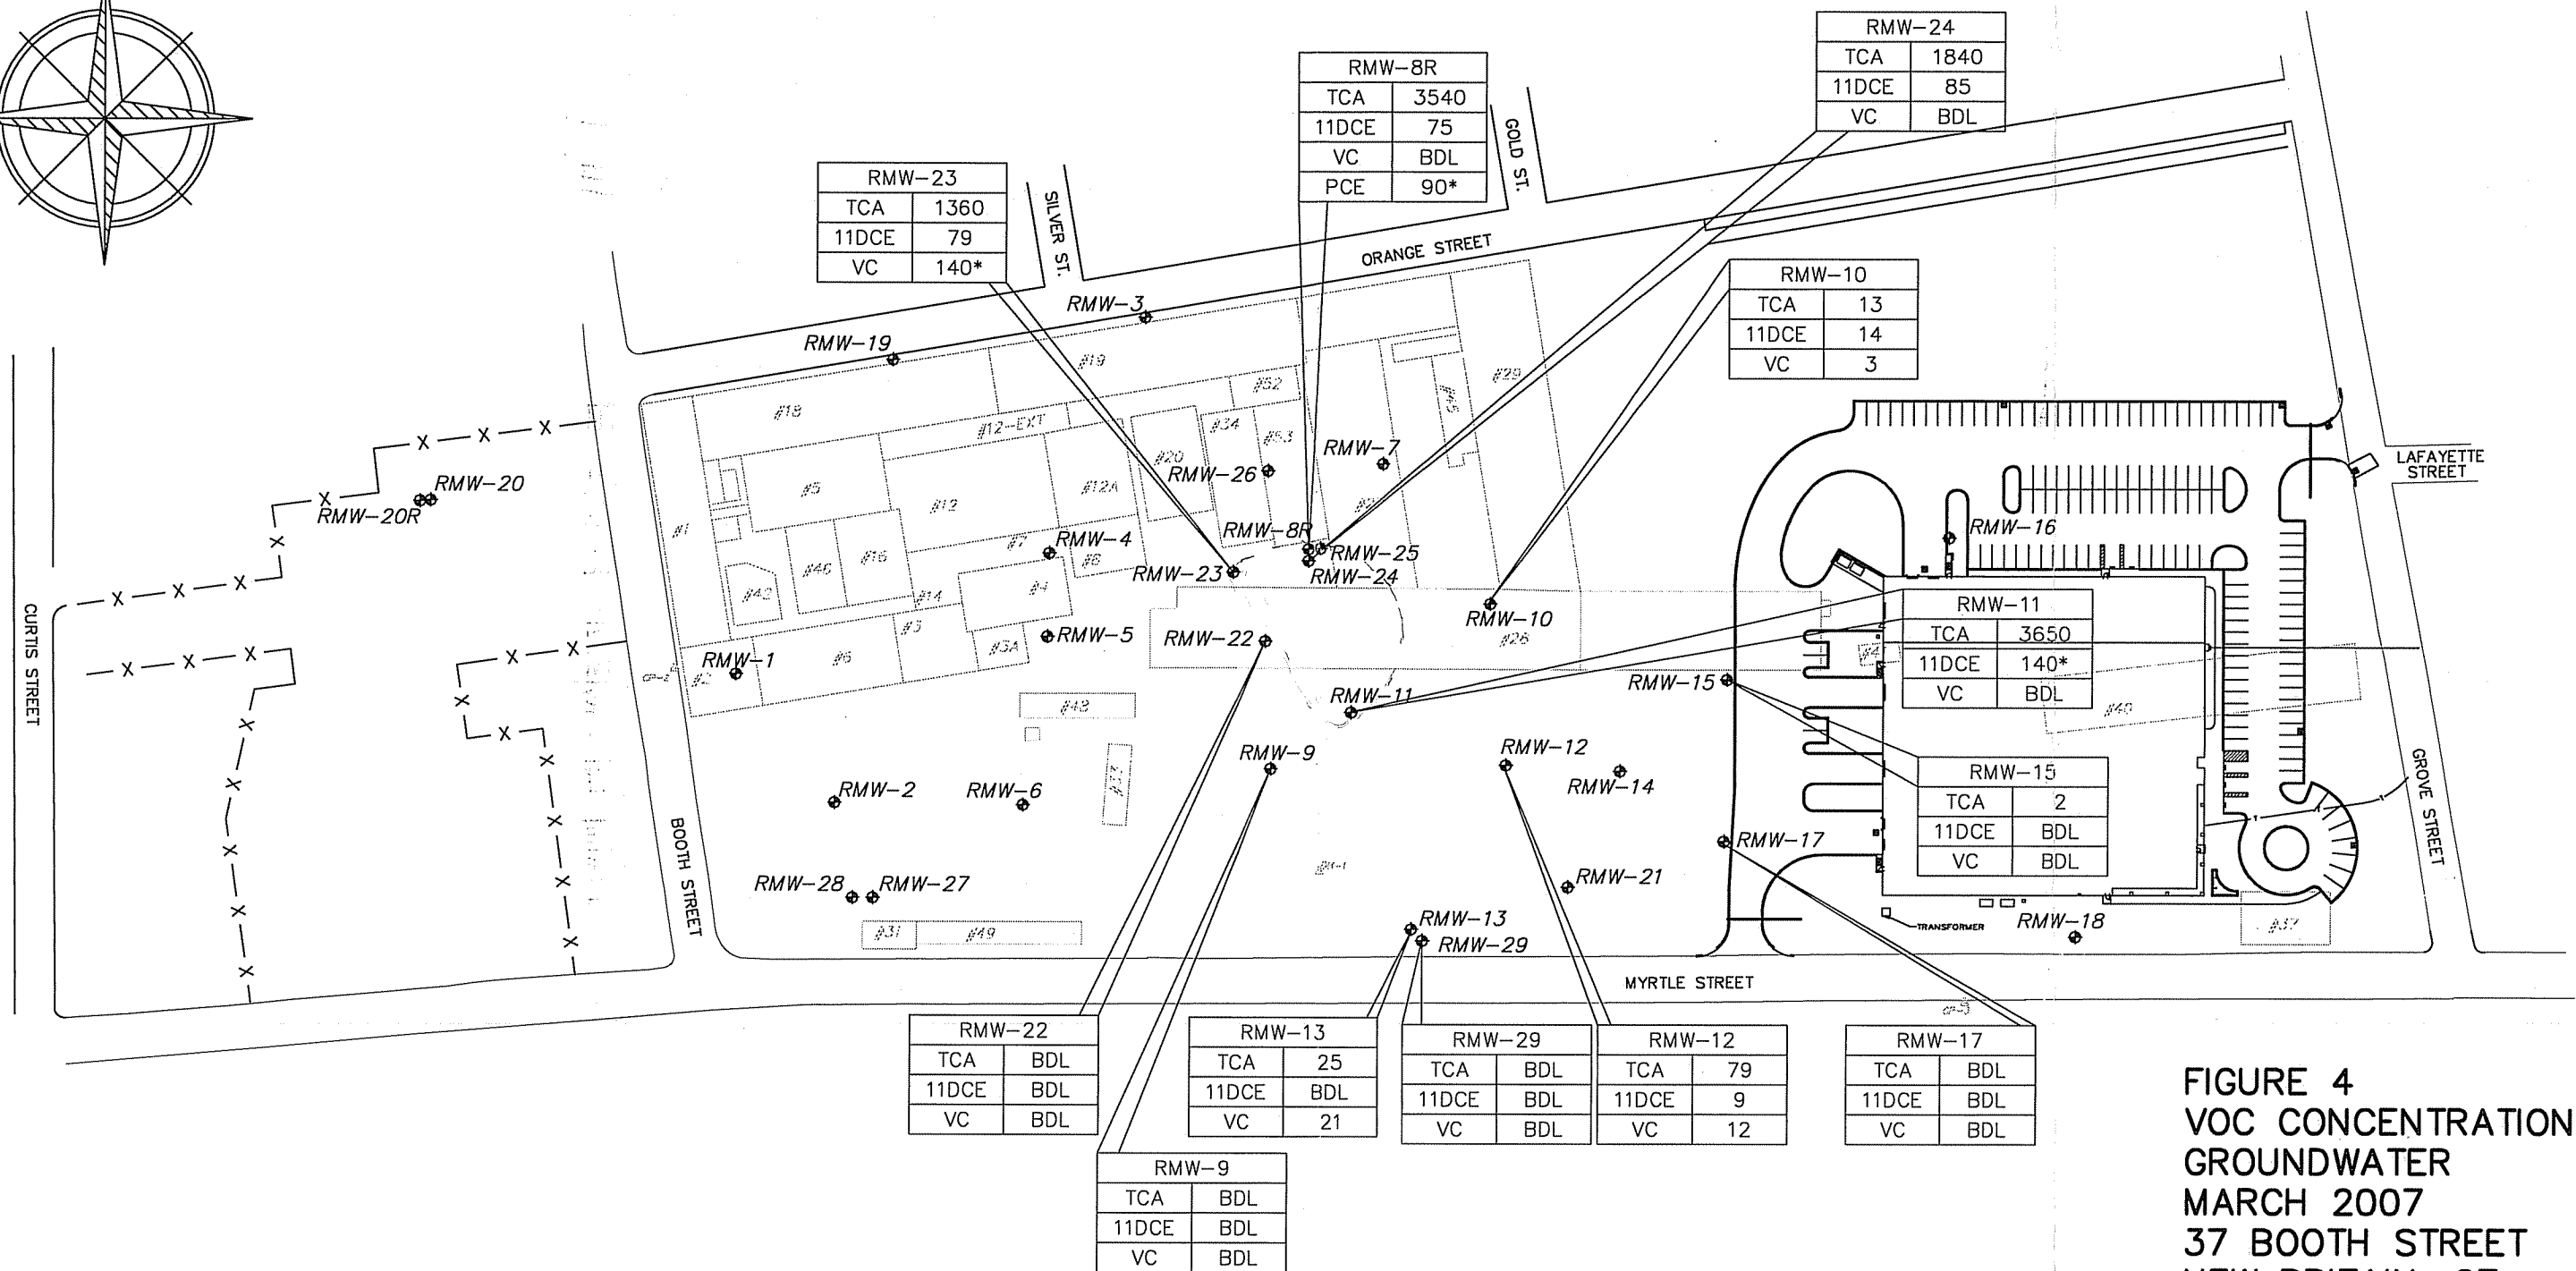 RMW-24
TCA 1840
11DCE 85
VC BDL
RMW-8R
TCA 3540
11DCE 75
VC BDL
PCE 90*
GOLD ST.
RMW-23
TCA 1360
11DCE 79
VC 140*
SILVER ST.
ORANGE STREET
RMW-10
TCA 13
11DCE 14
VC 3
RMW-3
RMW-19
#19
#18
#52
#29
#12-EXT
#34
#53
#20
RMW-7
RMW-26
LAFAYETTE
STREET
RMW-20
RMW-20R
#5
#12
#12A
#1
#7
#16
#46
#42
#14
#8
#4
RMW-4
RMW-8R
RMW-25
RMW-24
RMW-23
RMW-16
RMW-10
#26
CURTIS STREET
RMW-11
TCA 3650
11DCE 140*
VC BDL
#3
#3A
#6
#2
RMW-5
RMW-22
RMW-1
RMW-11
RMW-15
#48
#33
#40
RMW-9
RMW-12
RMW-14
RMW-2
RMW-6
RMW-15
TCA 2
11DCE BDL
VC BDL
GROVE STREET
BOOTH STREET
RMW-17
RMW-28
RMW-27
RMW-21
#31
#49
RMW-13
RMW-29
TRANSFORMER
RMW-18
#37
MYRTLE STREET
RMW-22
TCA BDL
11DCE BDL
VC BDL
RMW-13
TCA 25
11DCE BDL
VC 21
RMW-29
TCA BDL
11DCE BDL
VC BDL
RMW-12
TCA 79
11DCE 9
VC 12
RMW-17
TCA BDL
11DCE BDL
VC BDL
RMW-9
TCA BDL
11DCE BDL
VC BDL
FIGURE 4
VOC CONCENTRATION
GROUNDWATER
MARCH 2007
37 BOOTH STREET